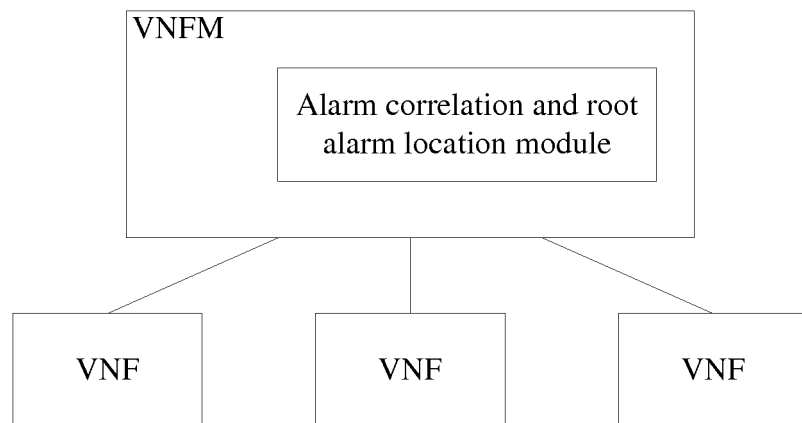 VNFM
Alarm correlation and root
alarm location module
VNF
VNF
VNF